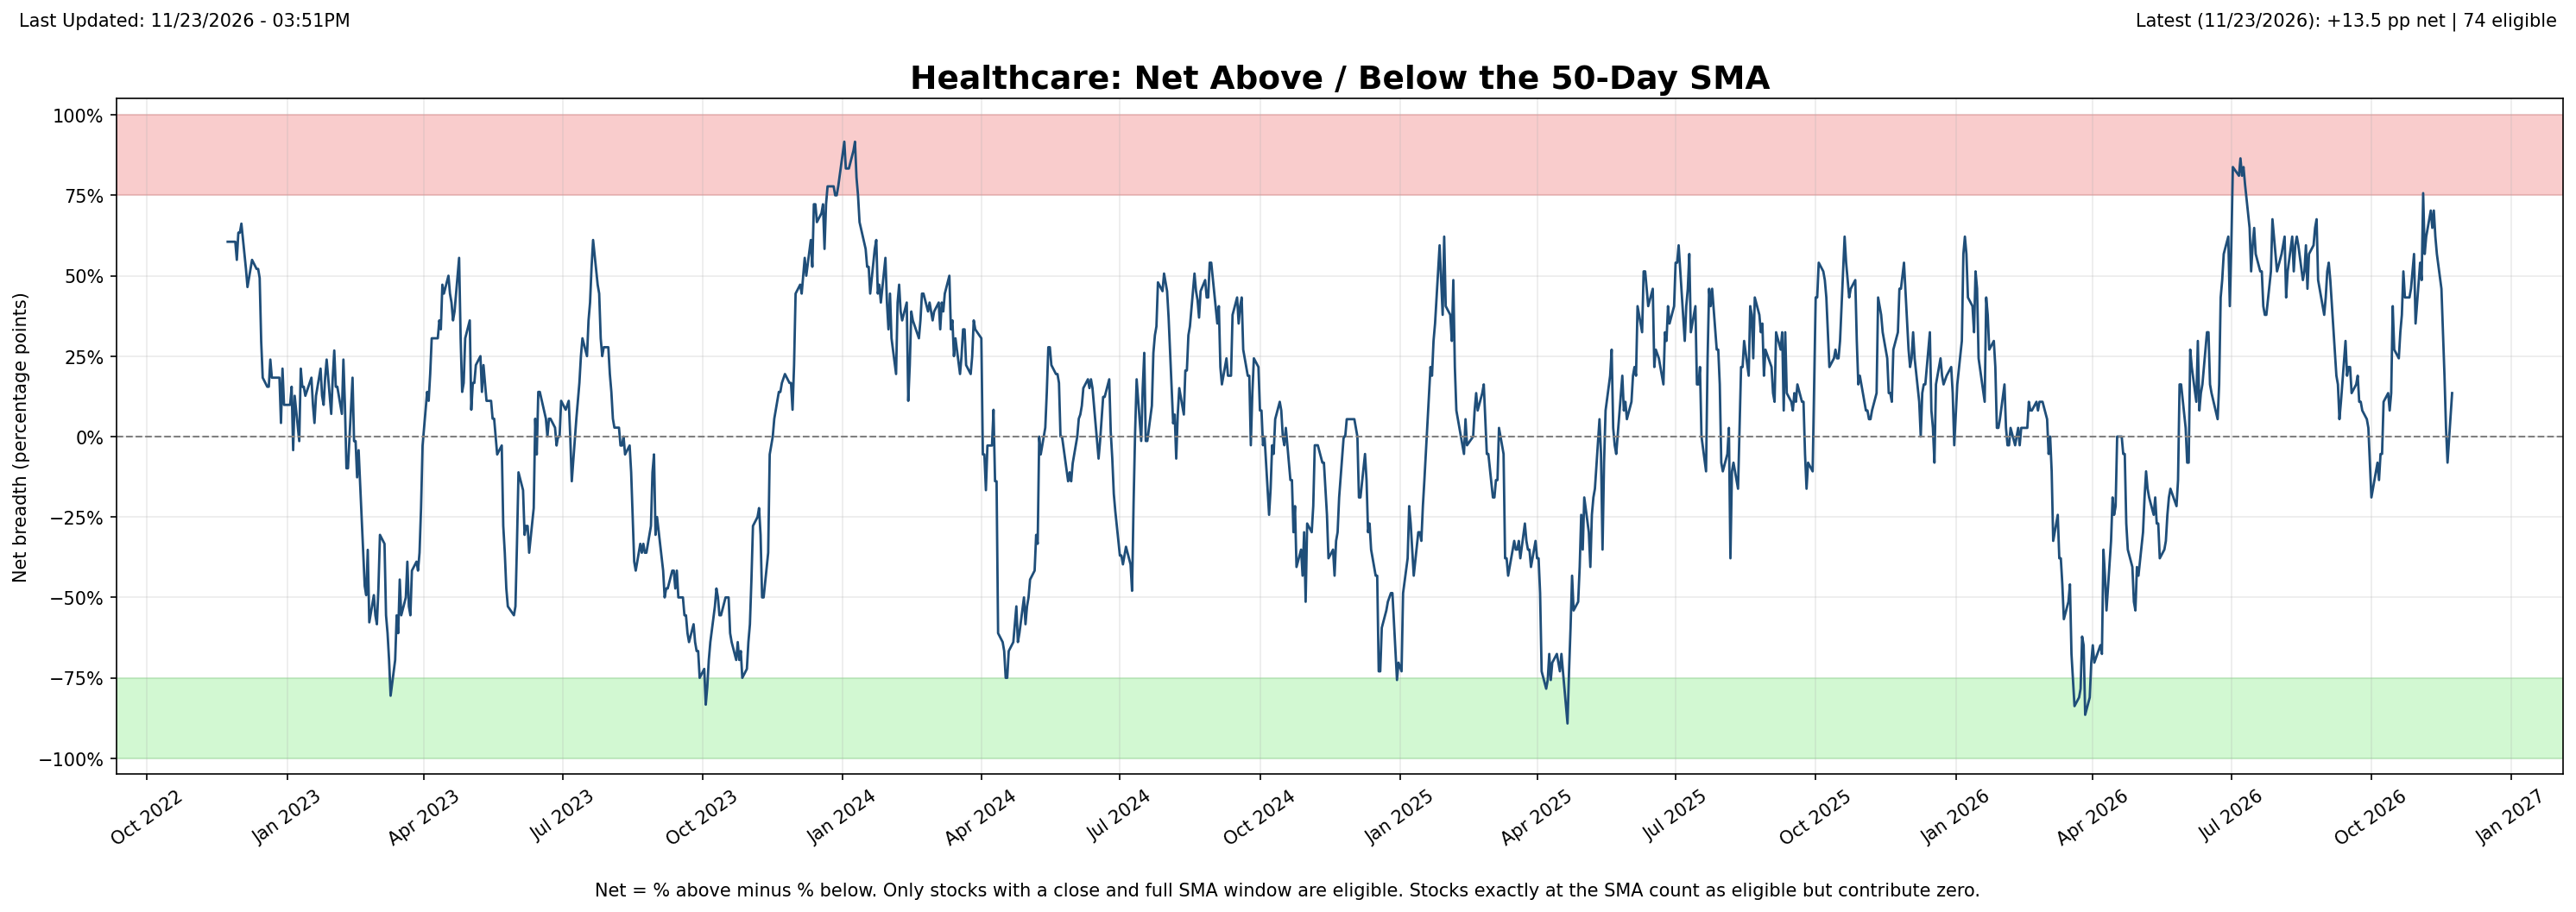 Last Updated: 11/23/2026 - 03:51PM
Latest (11/23/2026): +13.5 pp net | 74 eligible
Healthcare: Net Above / Below the 50-Day SMA
Net breadth (percentage points)
100%
75%
50%
25%
0%
−25%
−50%
−75%
−100%
Oct 2022
Jan 2023
Apr 2023
Jul 2023
Oct 2023
Jan 2024
Apr 2024
Jul 2024
Oct 2024
Jan 2025
Apr 2025
Jul 2025
Oct 2025
Jan 2026
Apr 2026
Jul 2026
Oct 2026
Jan 2027
Net = % above minus % below. Only stocks with a close and full SMA window are eligible. Stocks exactly at the SMA count as eligible but contribute zero.